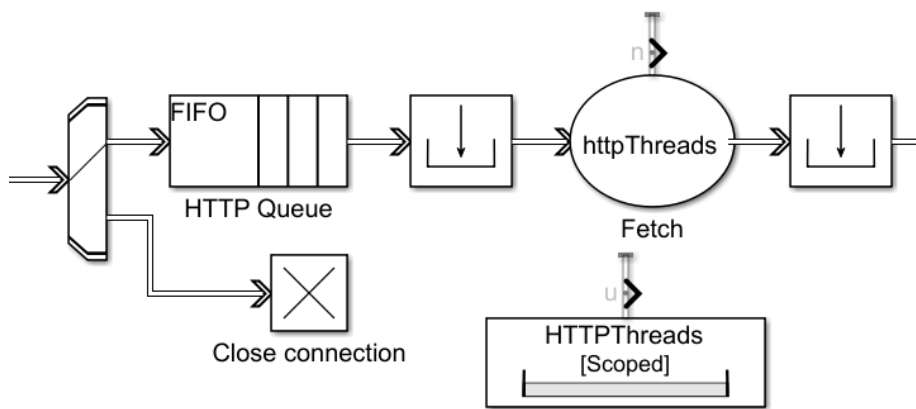 n
FIFO
httpThreads
HTTP Queue
Fetch
u
HTTPThreads
[Scoped]
Close connection